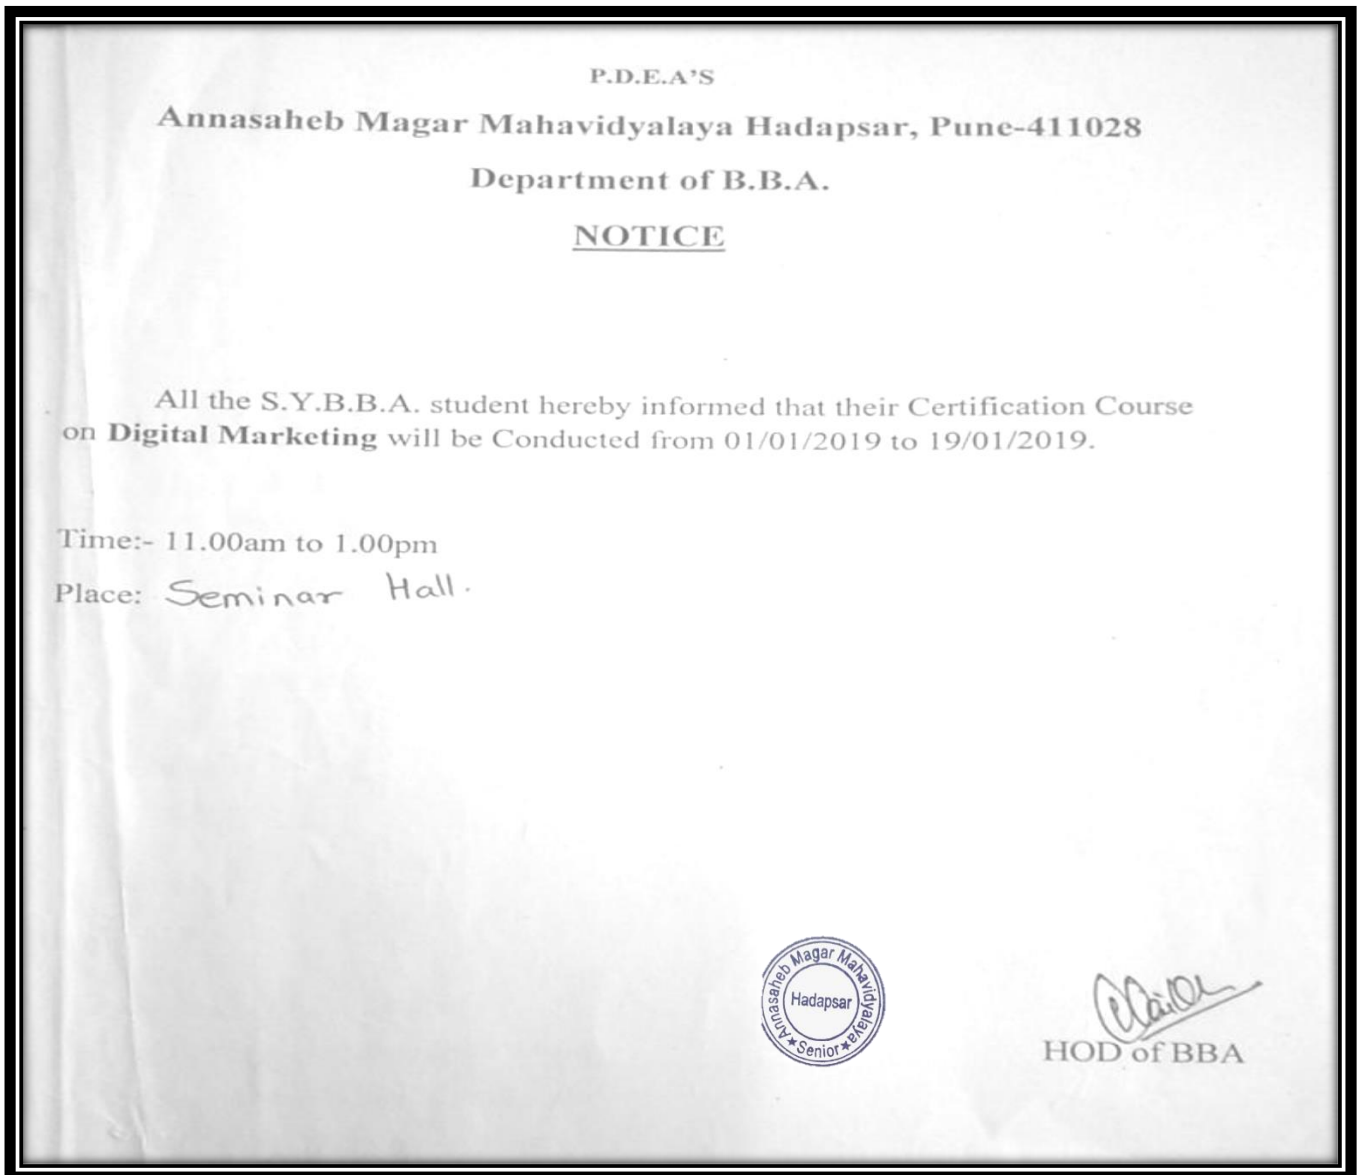 P.D.E.A'S
Annasaheb Magar Mahavidyalaya Hadapsar, Pune-411028
Department of B.B.A.
NOTICE
All the S.Y.B.B.A. student hereby informed that their Certification Course
on Digital Marketing will be Conducted from 01/01/2019 to 19/01/2019.
Time:- 11.00am to 1.00pm
Place: Seminar Hall.
Annasaheb Magar Mahavidyalaya
Hadapsar
★ Senior ★
HOD of BBA